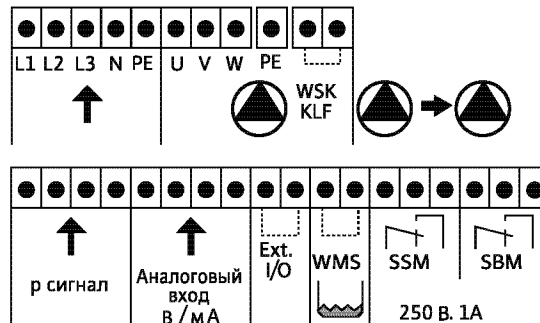 L1 L2 L3 N PE U V W PE
WSK
KLF
р сигнал
Аналоговый
вход
В / мА
Ext.
I/O
WMS
SSM
SBM
250 В. 1А